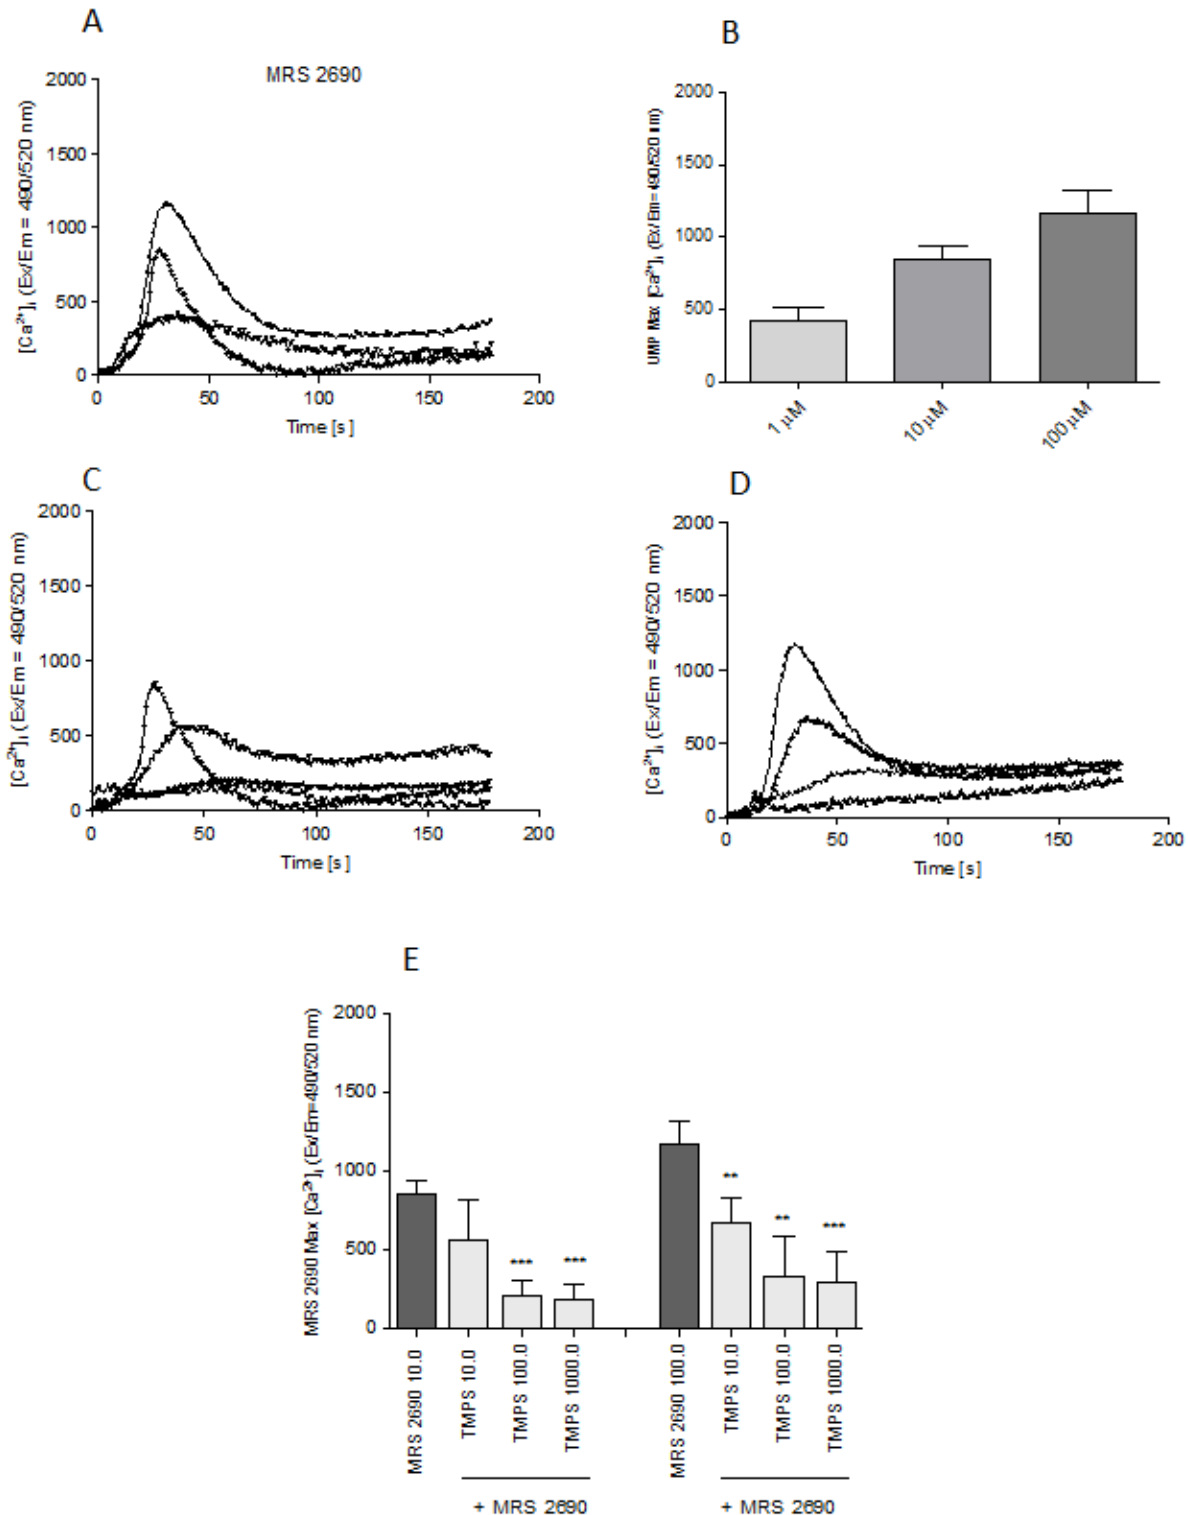 A
MRS 2690
[Ca²⁺]ᵢ (Ex/Em = 490/520 nm)
2000
1500
1000
500
0
0 50 100 150 200
Time [s]
B
UMP Max [Ca²⁺]ᵢ (Ex/Em=490/520 nm)
2000
1500
1000
500
0
1 µM 10 µM 100 µM
C
[Ca²⁺]ᵢ (Ex/Em = 490/520 nm)
2000
1500
1000
500
0
0 50 100 150 200
Time [s]
D
[Ca²⁺]ᵢ (Ex/Em = 490/520 nm)
2000
1500
1000
500
0
0 50 100 150 200
Time [s]
E
MRS 2690 Max [Ca²⁺]ᵢ (Ex/Em=490/520 nm)
2000
1500
1000
500
0
*** *** ** ** ***
MRS 2690 10.0
TMPS 10.0
TMPS 100.0
TMPS 1000.0
MRS 2690 100.0
TMPS 10.0
TMPS 100.0
TMPS 1000.0
+ MRS 2690 + MRS 2690